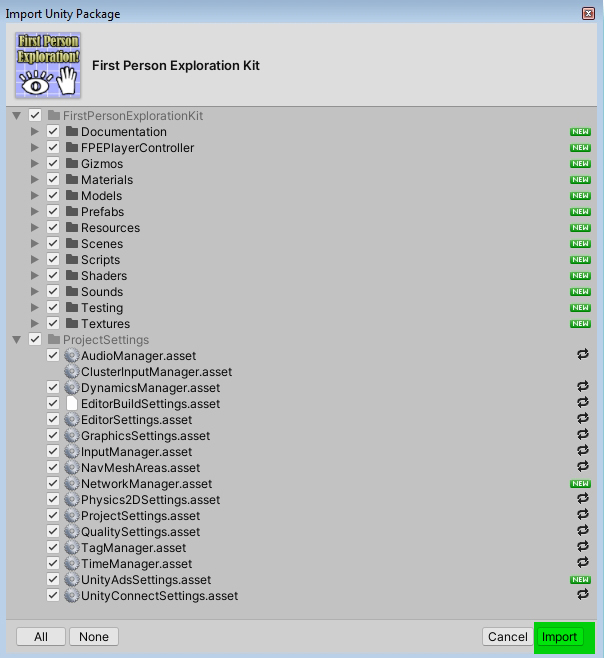 Import Unity Package
First Person
Exploration!
First Person Exploration Kit
FirstPersonExplorationKit
Documentation NEW
FPEPlayerController NEW
Gizmos NEW
Materials NEW
Models NEW
Prefabs NEW
Resources NEW
Scenes NEW
Scripts NEW
Shaders NEW
Sounds NEW
Testing NEW
Textures NEW
ProjectSettings
AudioManager.asset
ClusterInputManager.asset
DynamicsManager.asset
EditorBuildSettings.asset
EditorSettings.asset
GraphicsSettings.asset
InputManager.asset
NavMeshAreas.asset
NetworkManager.asset NEW
Physics2DSettings.asset
ProjectSettings.asset
QualitySettings.asset
TagManager.asset
TimeManager.asset
UnityAdsSettings.asset NEW
UnityConnectSettings.asset
All None Cancel Import